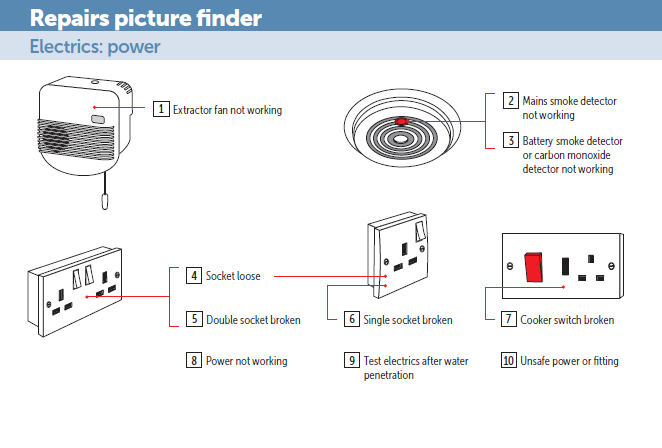 Repairs picture finder
Electrics: power
1 Extractor fan not working
2 Mains smoke detector
not working
3 Battery smoke detector
or carbon monoxide
detector not working
4 Socket loose
5 Double socket broken
6 Single socket broken
7 Cooker switch broken
8 Power not working
9 Test electrics after water
penetration
10 Unsafe power or fitting